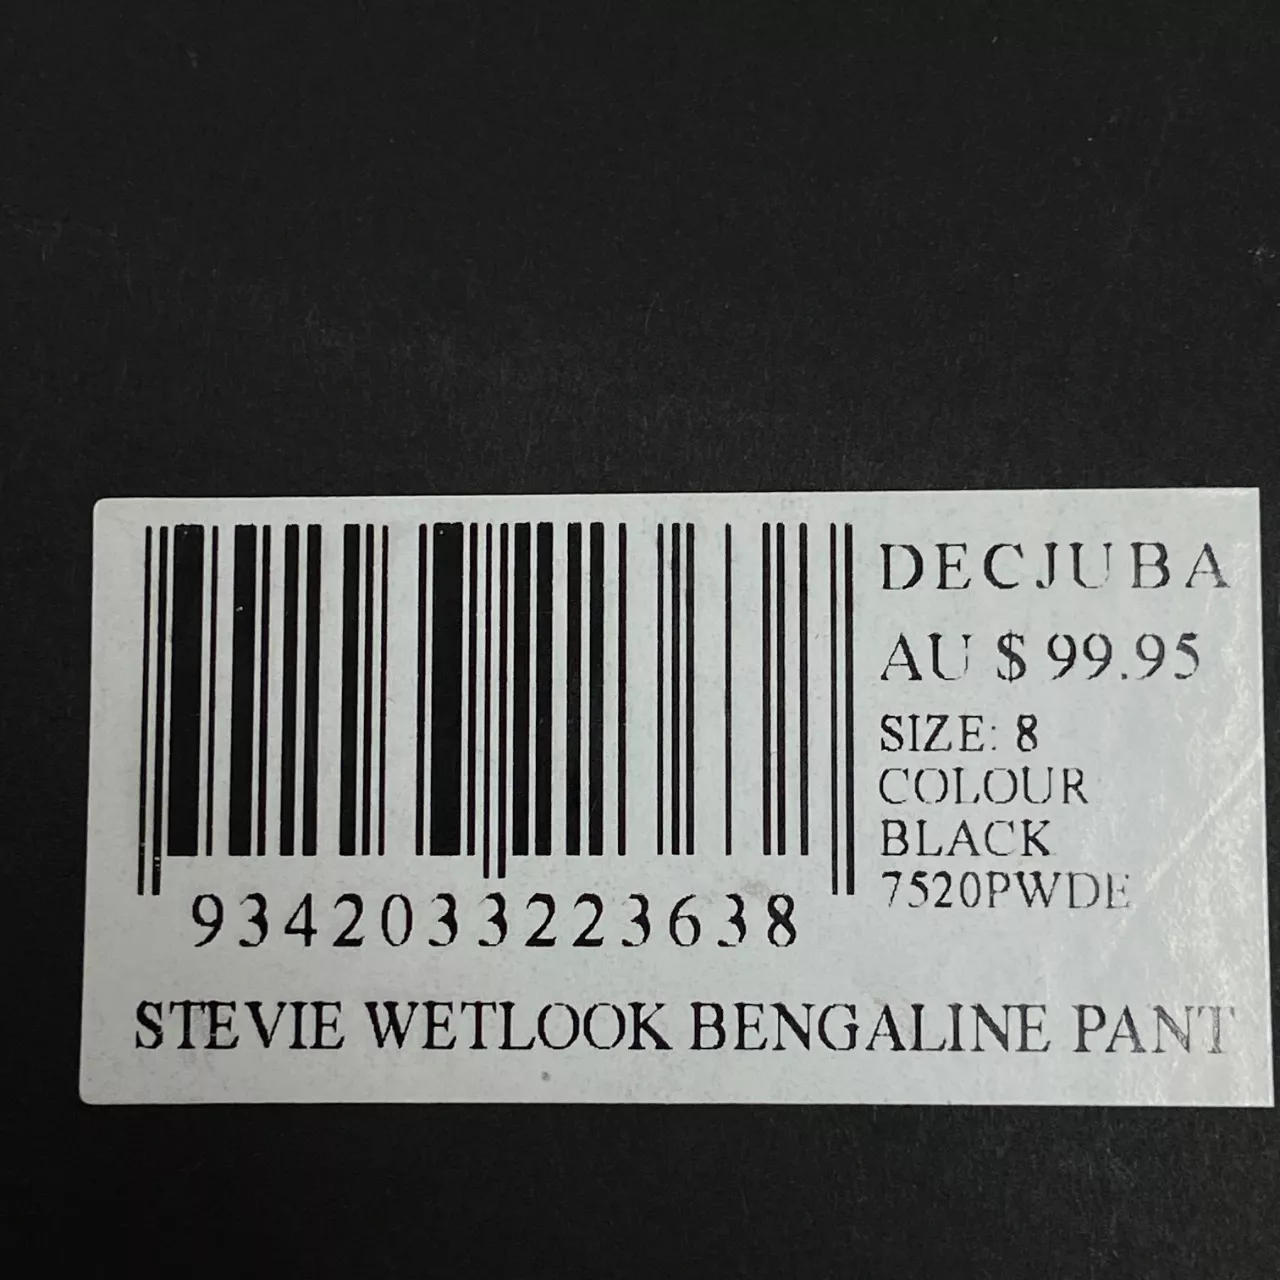 DECJUBA
AU $ 99.95
SIZE: 8
COLOUR
BLACK
7520PWDE
9342033223638
STEVIE WETLOOK BENGALINE PANT